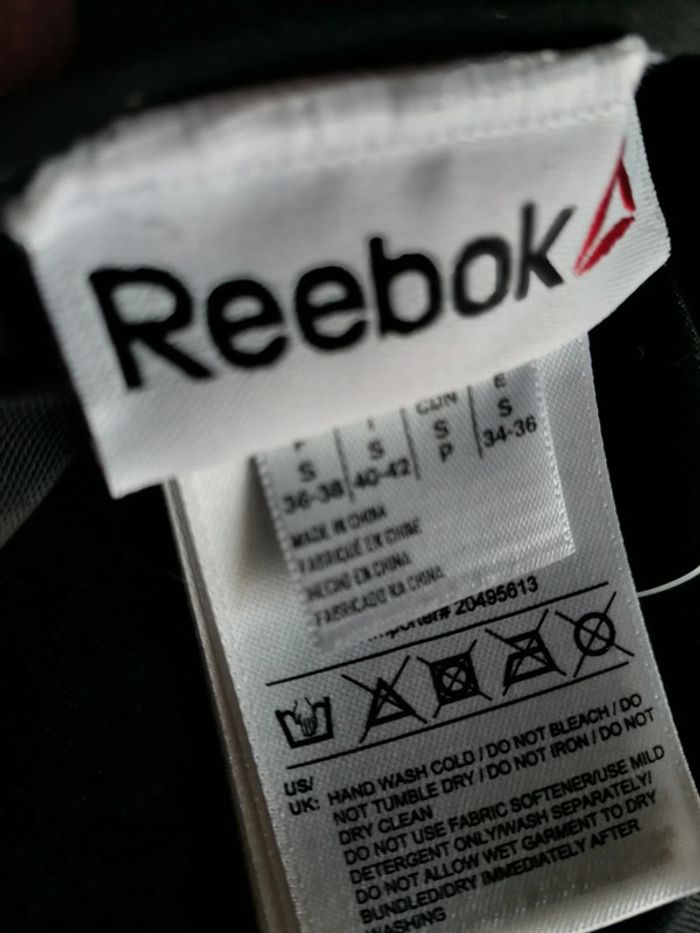 Reebok
CDN E
S S S S
36-38 40-42 P 34-36
MADE IN CHINA
FABRIQUÉ EN CHINE
HECHO EN CHINA
FABRICADO NA CHINA
20495613
US/
UK: HAND WASH COLD / DO NOT BLEACH / DO
NOT TUMBLE DRY / DO NOT IRON / DO NOT
DRY CLEAN
DO NOT USE FABRIC SOFTENER/USE MILD
DETERGENT ONLY/WASH SEPARATELY/
DO NOT ALLOW WET GARMENT TO DRY
BUNDLED/DRY IMMEDIATELY AFTER
WASHING